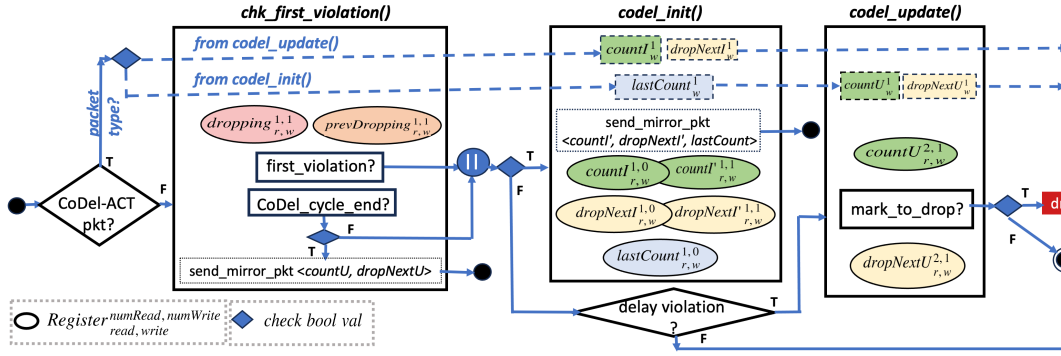 chk_first_violation()
codel_init()
codel_update()
from codel_update()
from codel_init()
packet
type?
T
CoDel-ACT
pkt?
F
dropping 1, 1 r, w
prevDropping 1, 1 r, w
first_violation?
CoDel_cycle_end?
F
T
send_mirror_pkt <countU, dropNextU>
||
T
F
countI 1 w
dropNextI 1 w
lastCount 1 w
send_mirror_pkt
<countI', dropNextI', lastCount>
countI 1,0 r, w
countI' 1,1 r, w
dropNextI 1,0 r, w
dropNextI' 1,1 r, w
lastCount 1,0 r, w
countU 1 w
dropNextU 1 w
countU 2,1 r, w
mark_to_drop?
T
F
dropNextU 2,1 r, w
delay violation
?
T
F
Register numRead, numWrite read, write
check bool val